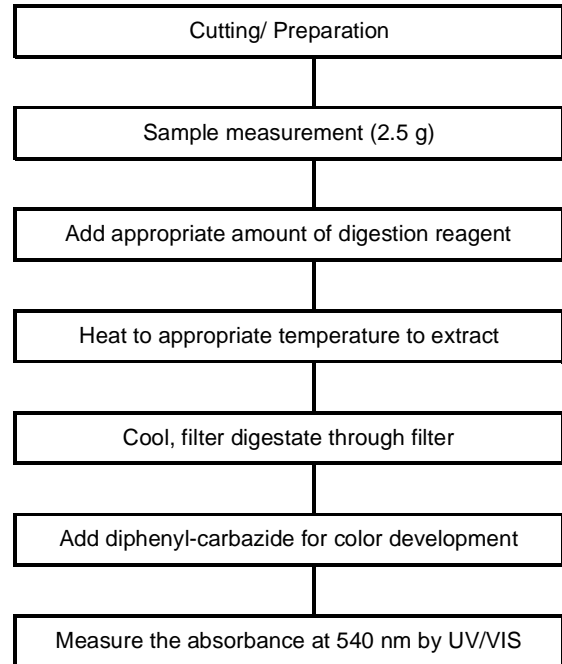 Cutting/ Preparation
Sample measurement (2.5 g)
Add appropriate amount of digestion reagent
Heat to appropriate temperature to extract
Cool, filter digestate through filter
Add diphenyl-carbazide for color development
Measure the absorbance at 540 nm by UV/VIS